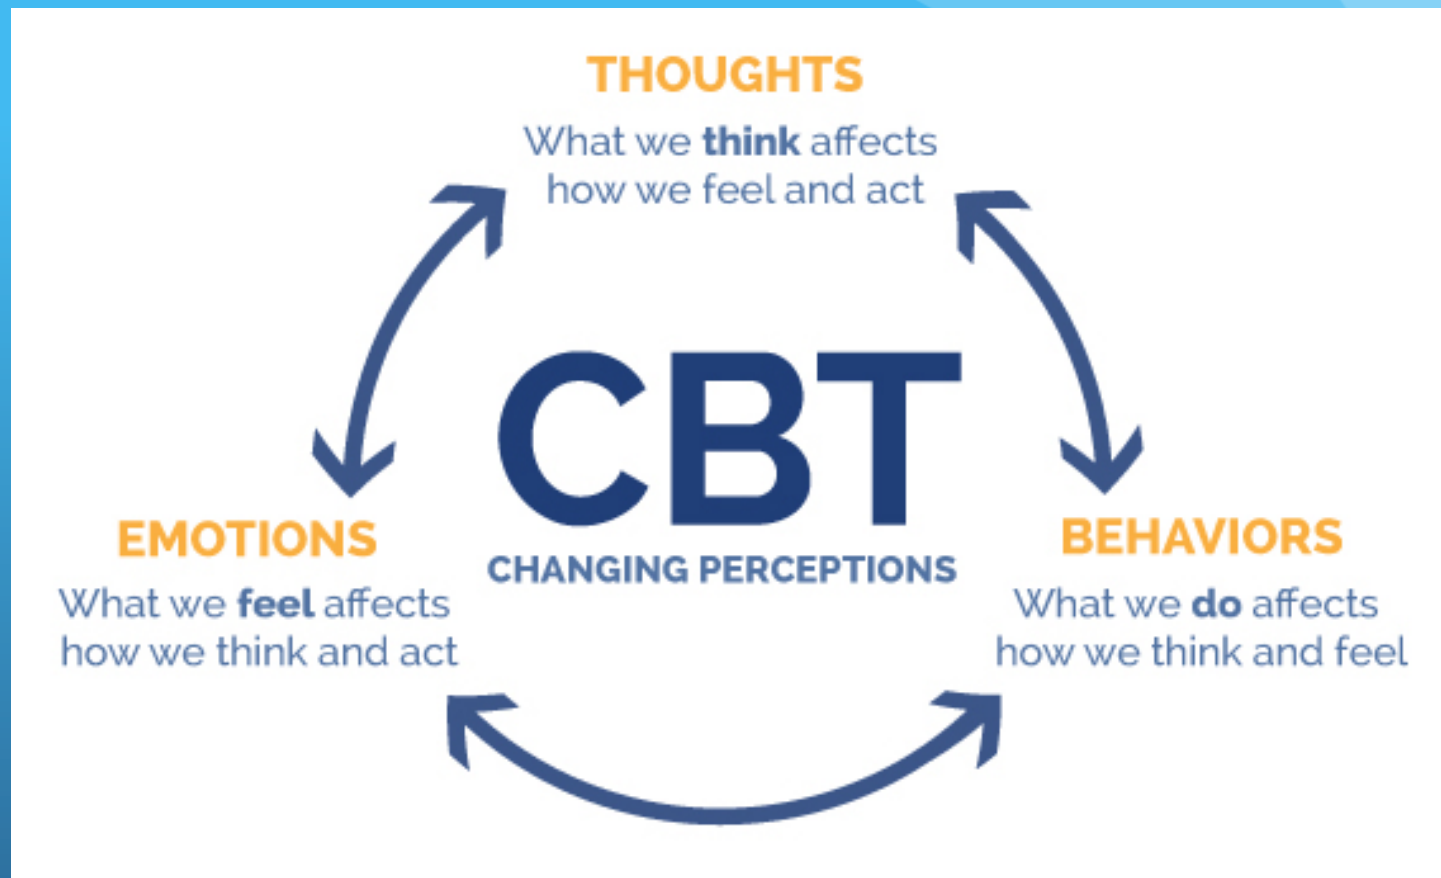 THOUGHTS
What we think affects
how we feel and act
CBT
CHANGING PERCEPTIONS
EMOTIONS
What we feel affects
how we think and act
BEHAVIORS
What we do affects
how we think and feel